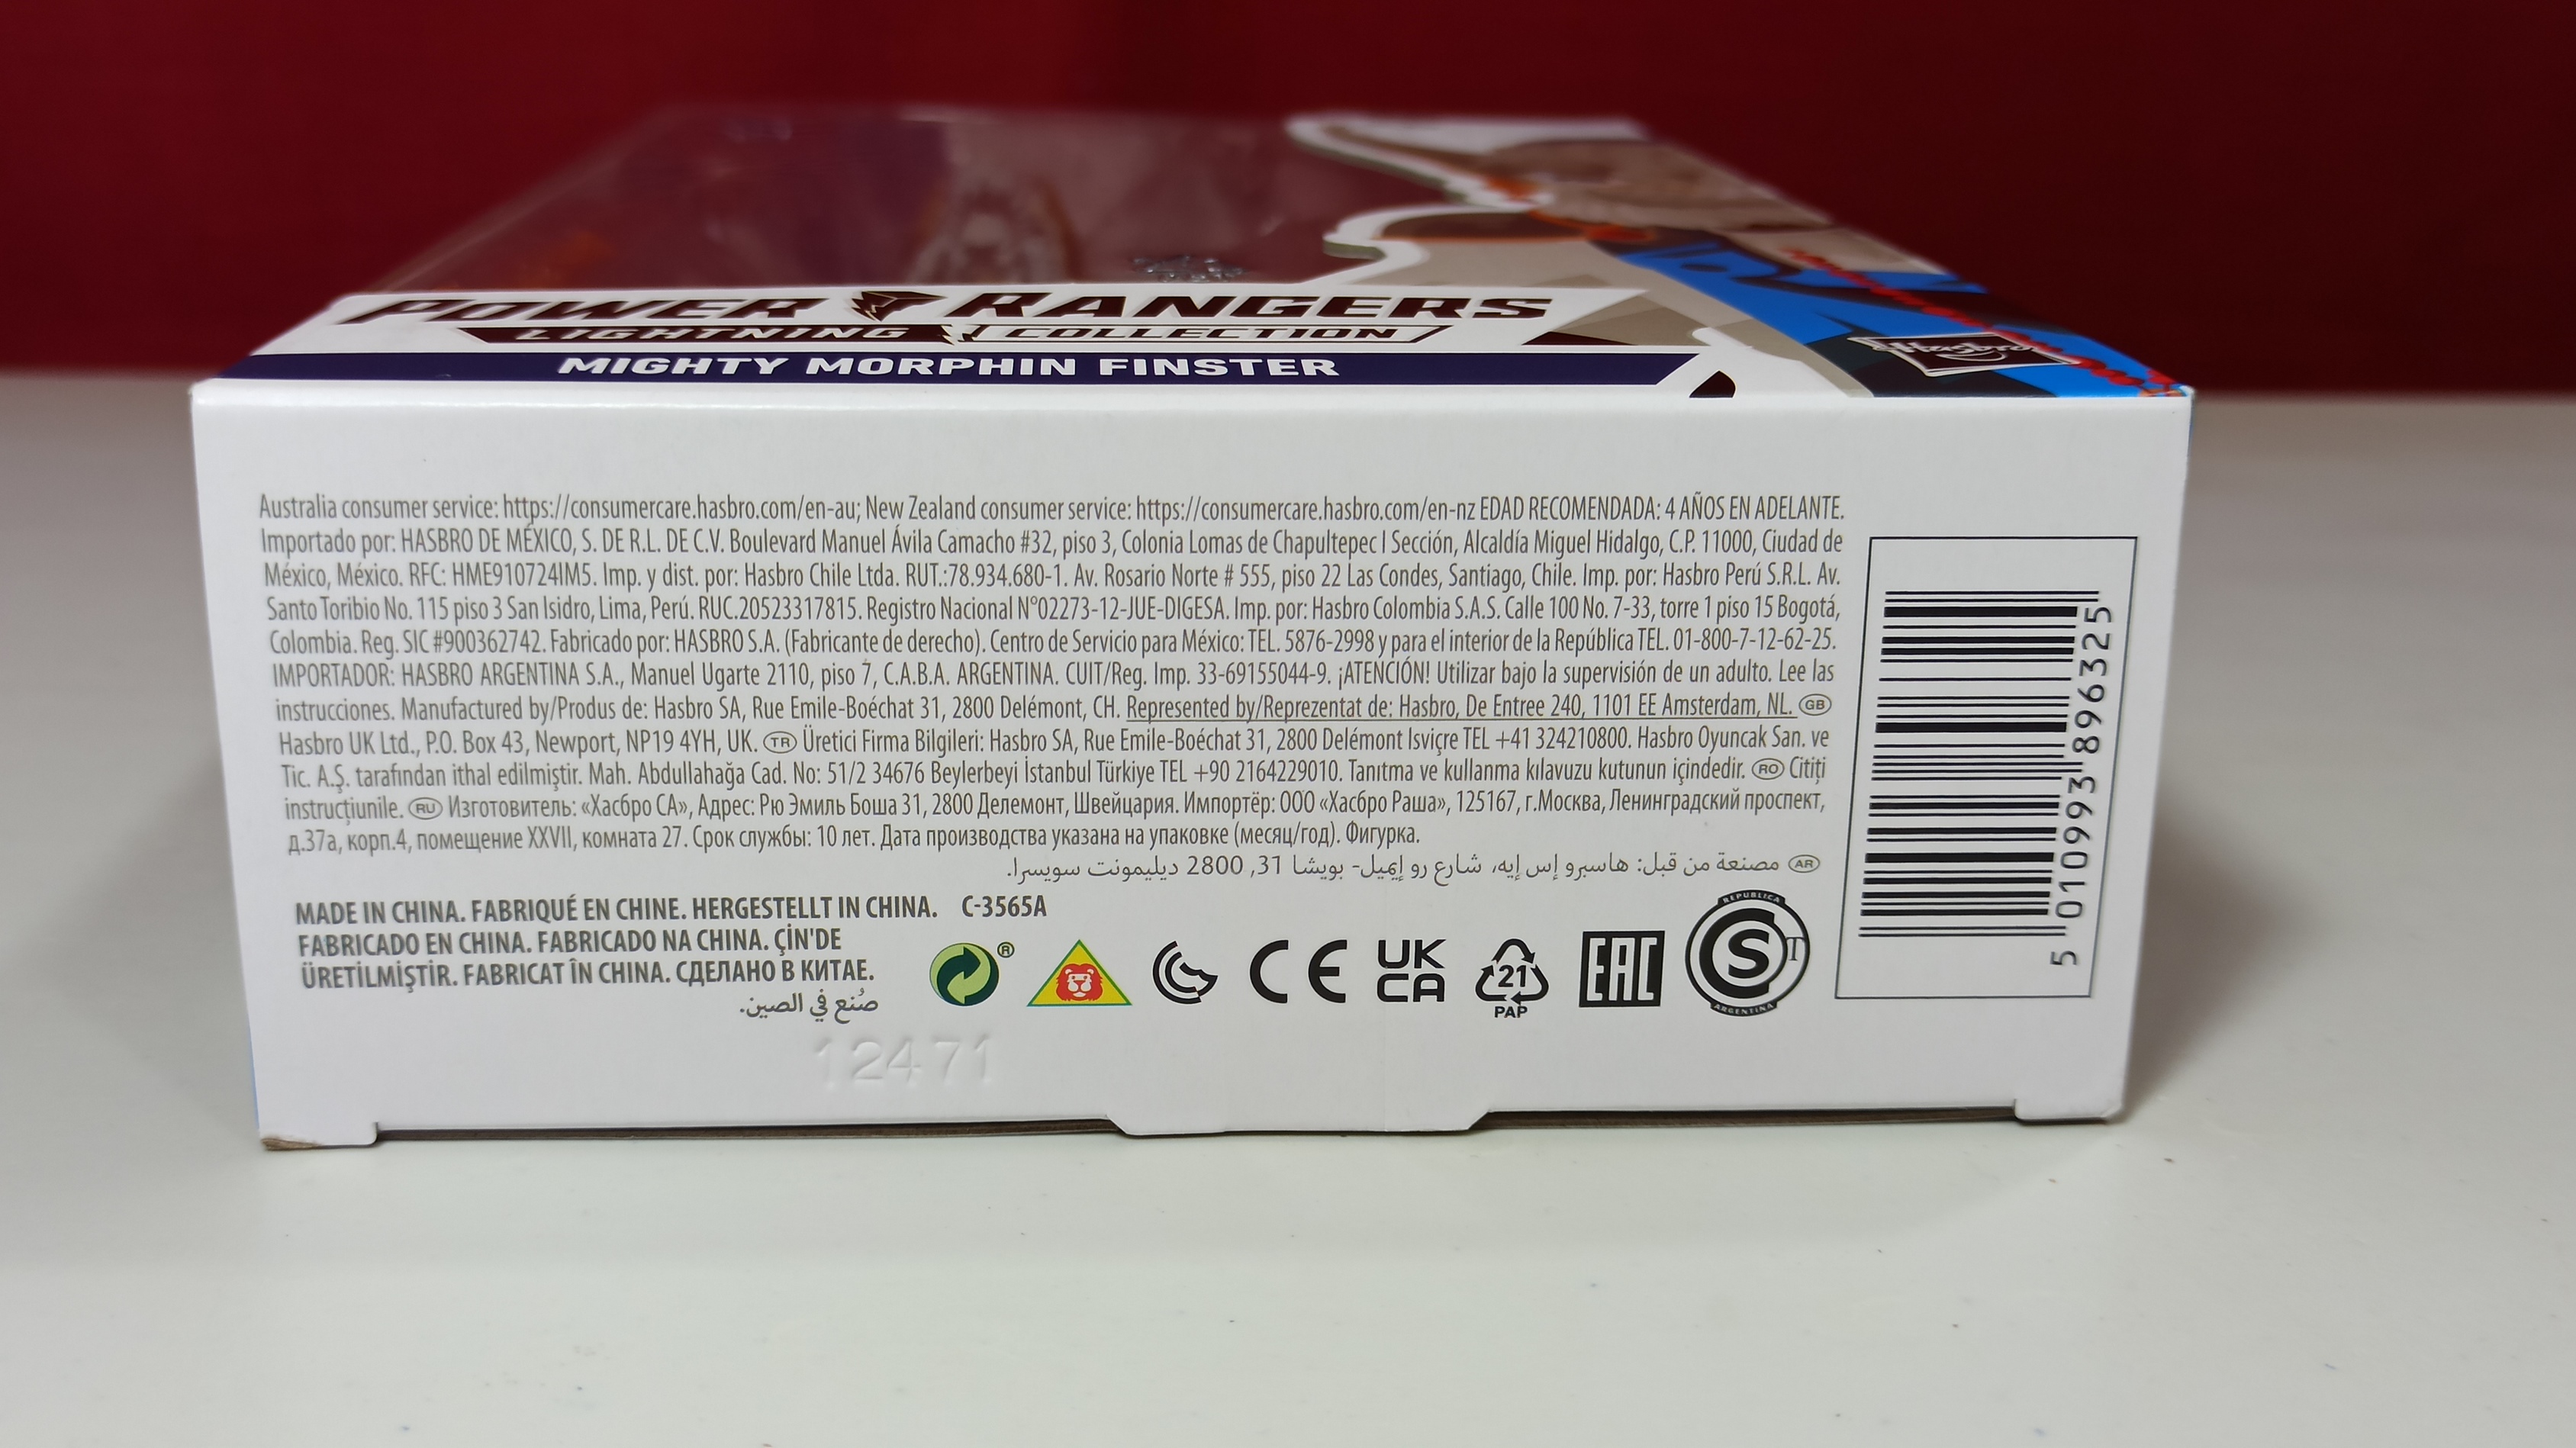 POWER RANGERS
LIGHTNING COLLECTION
MIGHTY MORPHIN FINSTER
Hasbro
Australia consumer service: https://consumercare.hasbro.com/en-au; New Zealand consumer service: https://consumercare.hasbro.com/en-nz EDAD RECOMENDADA: 4 AÑOS EN ADELANTE.
Importado por: HASBRO DE MÉXICO, S. DE R.L. DE C.V. Boulevard Manuel Ávila Camacho #32, piso 3, Colonia Lomas de Chapultepec I Sección, Alcaldía Miguel Hidalgo, C.P. 11000, Ciudad de
México, México. RFC: HME910724IM5. Imp. y dist. por: Hasbro Chile Ltda. RUT.:78.934.680-1. Av. Rosario Norte # 555, piso 22 Las Condes, Santiago, Chile. Imp. por: Hasbro Perú S.R.L. Av.
Santo Toribio No. 115 piso 3 San Isidro, Lima, Perú. RUC.20523317815. Registro Nacional N°02273-12-JUE-DIGESA. Imp. por: Hasbro Colombia S.A.S. Calle 100 No. 7-33, torre 1 piso 15 Bogotá,
Colombia. Reg. SIC #900362742. Fabricado por: HASBRO S.A. (Fabricante de derecho). Centro de Servicio para México: TEL. 5876-2998 y para el interior de la República TEL. 01-800-7-12-62-25.
IMPORTADOR: HASBRO ARGENTINA S.A., Manuel Ugarte 2110, piso 7, C.A.B.A. ARGENTINA. CUIT/Reg. Imp. 33-69155044-9. ¡ATENCIÓN! Utilizar bajo la supervisión de un adulto. Lee las
instrucciones. Manufactured by/Produs de: Hasbro SA, Rue Emile-Boéchat 31, 2800 Delémont, CH. Represented by/Reprezentat de: Hasbro, De Entree 240, 1101 EE Amsterdam, NL. GB
Hasbro UK Ltd., P.O. Box 43, Newport, NP19 4YH, UK. TR Üretici Firma Bilgileri: Hasbro SA, Rue Emile-Boéchat 31, 2800 Delémont Isviçre TEL +41 324210800. Hasbro Oyuncak San. ve
Tic. A.Ş. tarafından ithal edilmiştir. Mah. Abdullahağa Cad. No: 51/2 34676 Beylerbeyi İstanbul Türkiye TEL +90 2164229010. Tanıtma ve kullanma kılavuzu kutunun içindedir. RO Citiți
instrucțiunile. RU Изготовитель: «Хасбро СА», Адрес: Рю Эмиль Боша 31, 2800 Делемонт, Швейцария. Импортёр: ООО «Хасбро Раша», 125167, г.Москва, Ленинградский проспект,
д.37а, корп.4, помещение XXVII, комната 27. Срок службы: 10 лет. Дата производства указана на упаковке (месяц/год). Фигурка.
AR مصنعة من قبل: هاسبرو إس إيه، شارع رو إيميل- بويشا 31, 2800 ديليمونت سويسرا.
MADE IN CHINA. FABRIQUÉ EN CHINE. HERGESTELLT IN CHINA. C-3565A
FABRICADO EN CHINA. FABRICADO NA CHINA. ÇİN'DE
ÜRETİLMİŞTİR. FABRICAT ÎN CHINA. СДЕЛАНО В КИТАЕ.
صُنع في الصين.
®
CE
UK
CA
21
PAP
EAC
REPUBLICA
S T
ARGENTINA
12471
5 010993 896325